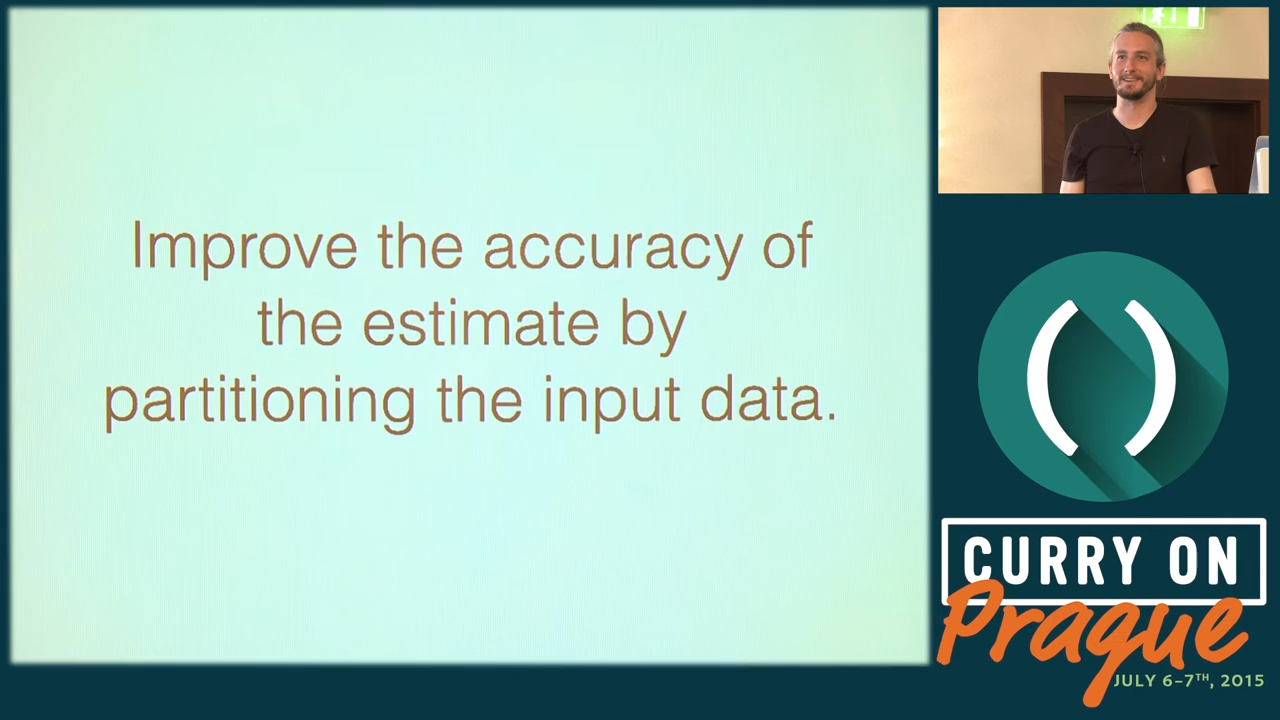 Improve the accuracy of
the estimate by
partitioning the input data.
()
CURRY ON
Prague
JULY 6-7TH, 2015